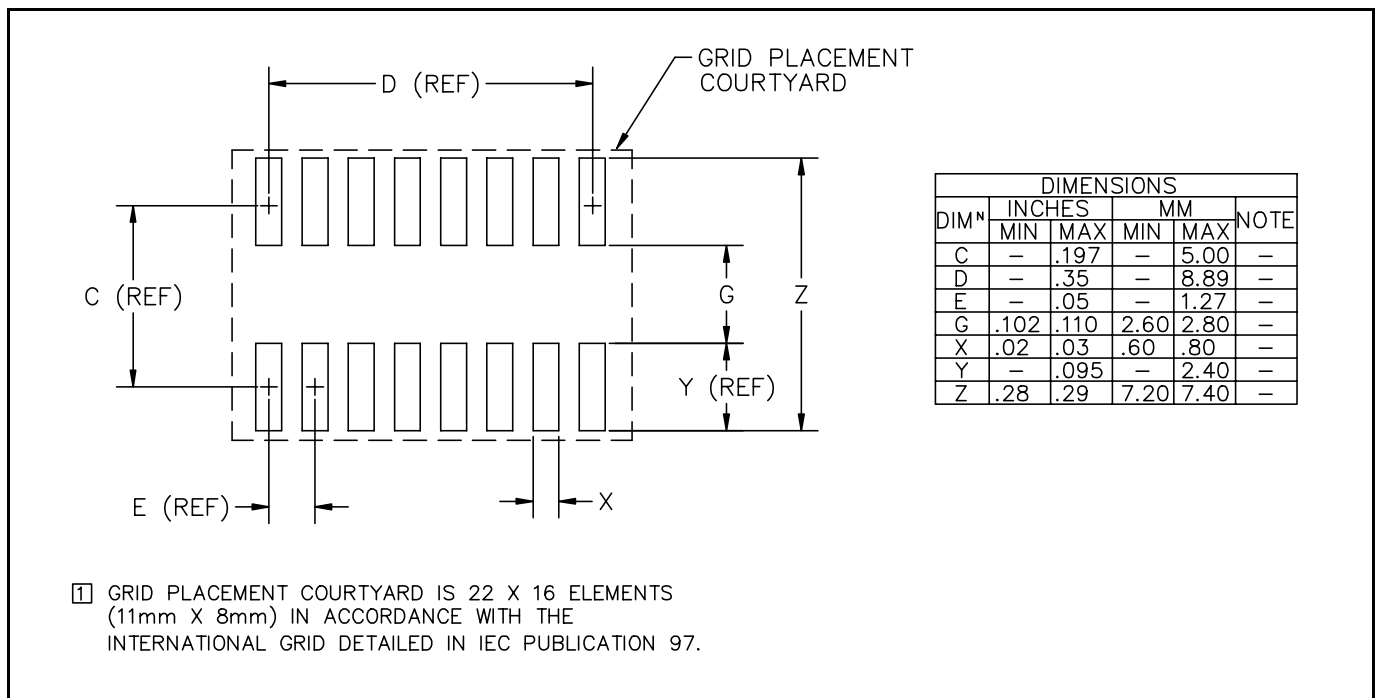 GRID PLACEMENT
COURTYARD
D (REF)
C (REF)
G
Z
Y (REF)
E (REF)
X
DIMENSIONS
DIMᴺ INCHES MM NOTE
MIN MAX MIN MAX
C – .197 – 5.00 –
D – .35 – 8.89 –
E – .05 – 1.27 –
G .102 .110 2.60 2.80 –
X .02 .03 .60 .80 –
Y – .095 – 2.40 –
Z .28 .29 7.20 7.40 –
1 GRID PLACEMENT COURTYARD IS 22 X 16 ELEMENTS
(11mm X 8mm) IN ACCORDANCE WITH THE
INTERNATIONAL GRID DETAILED IN IEC PUBLICATION 97.